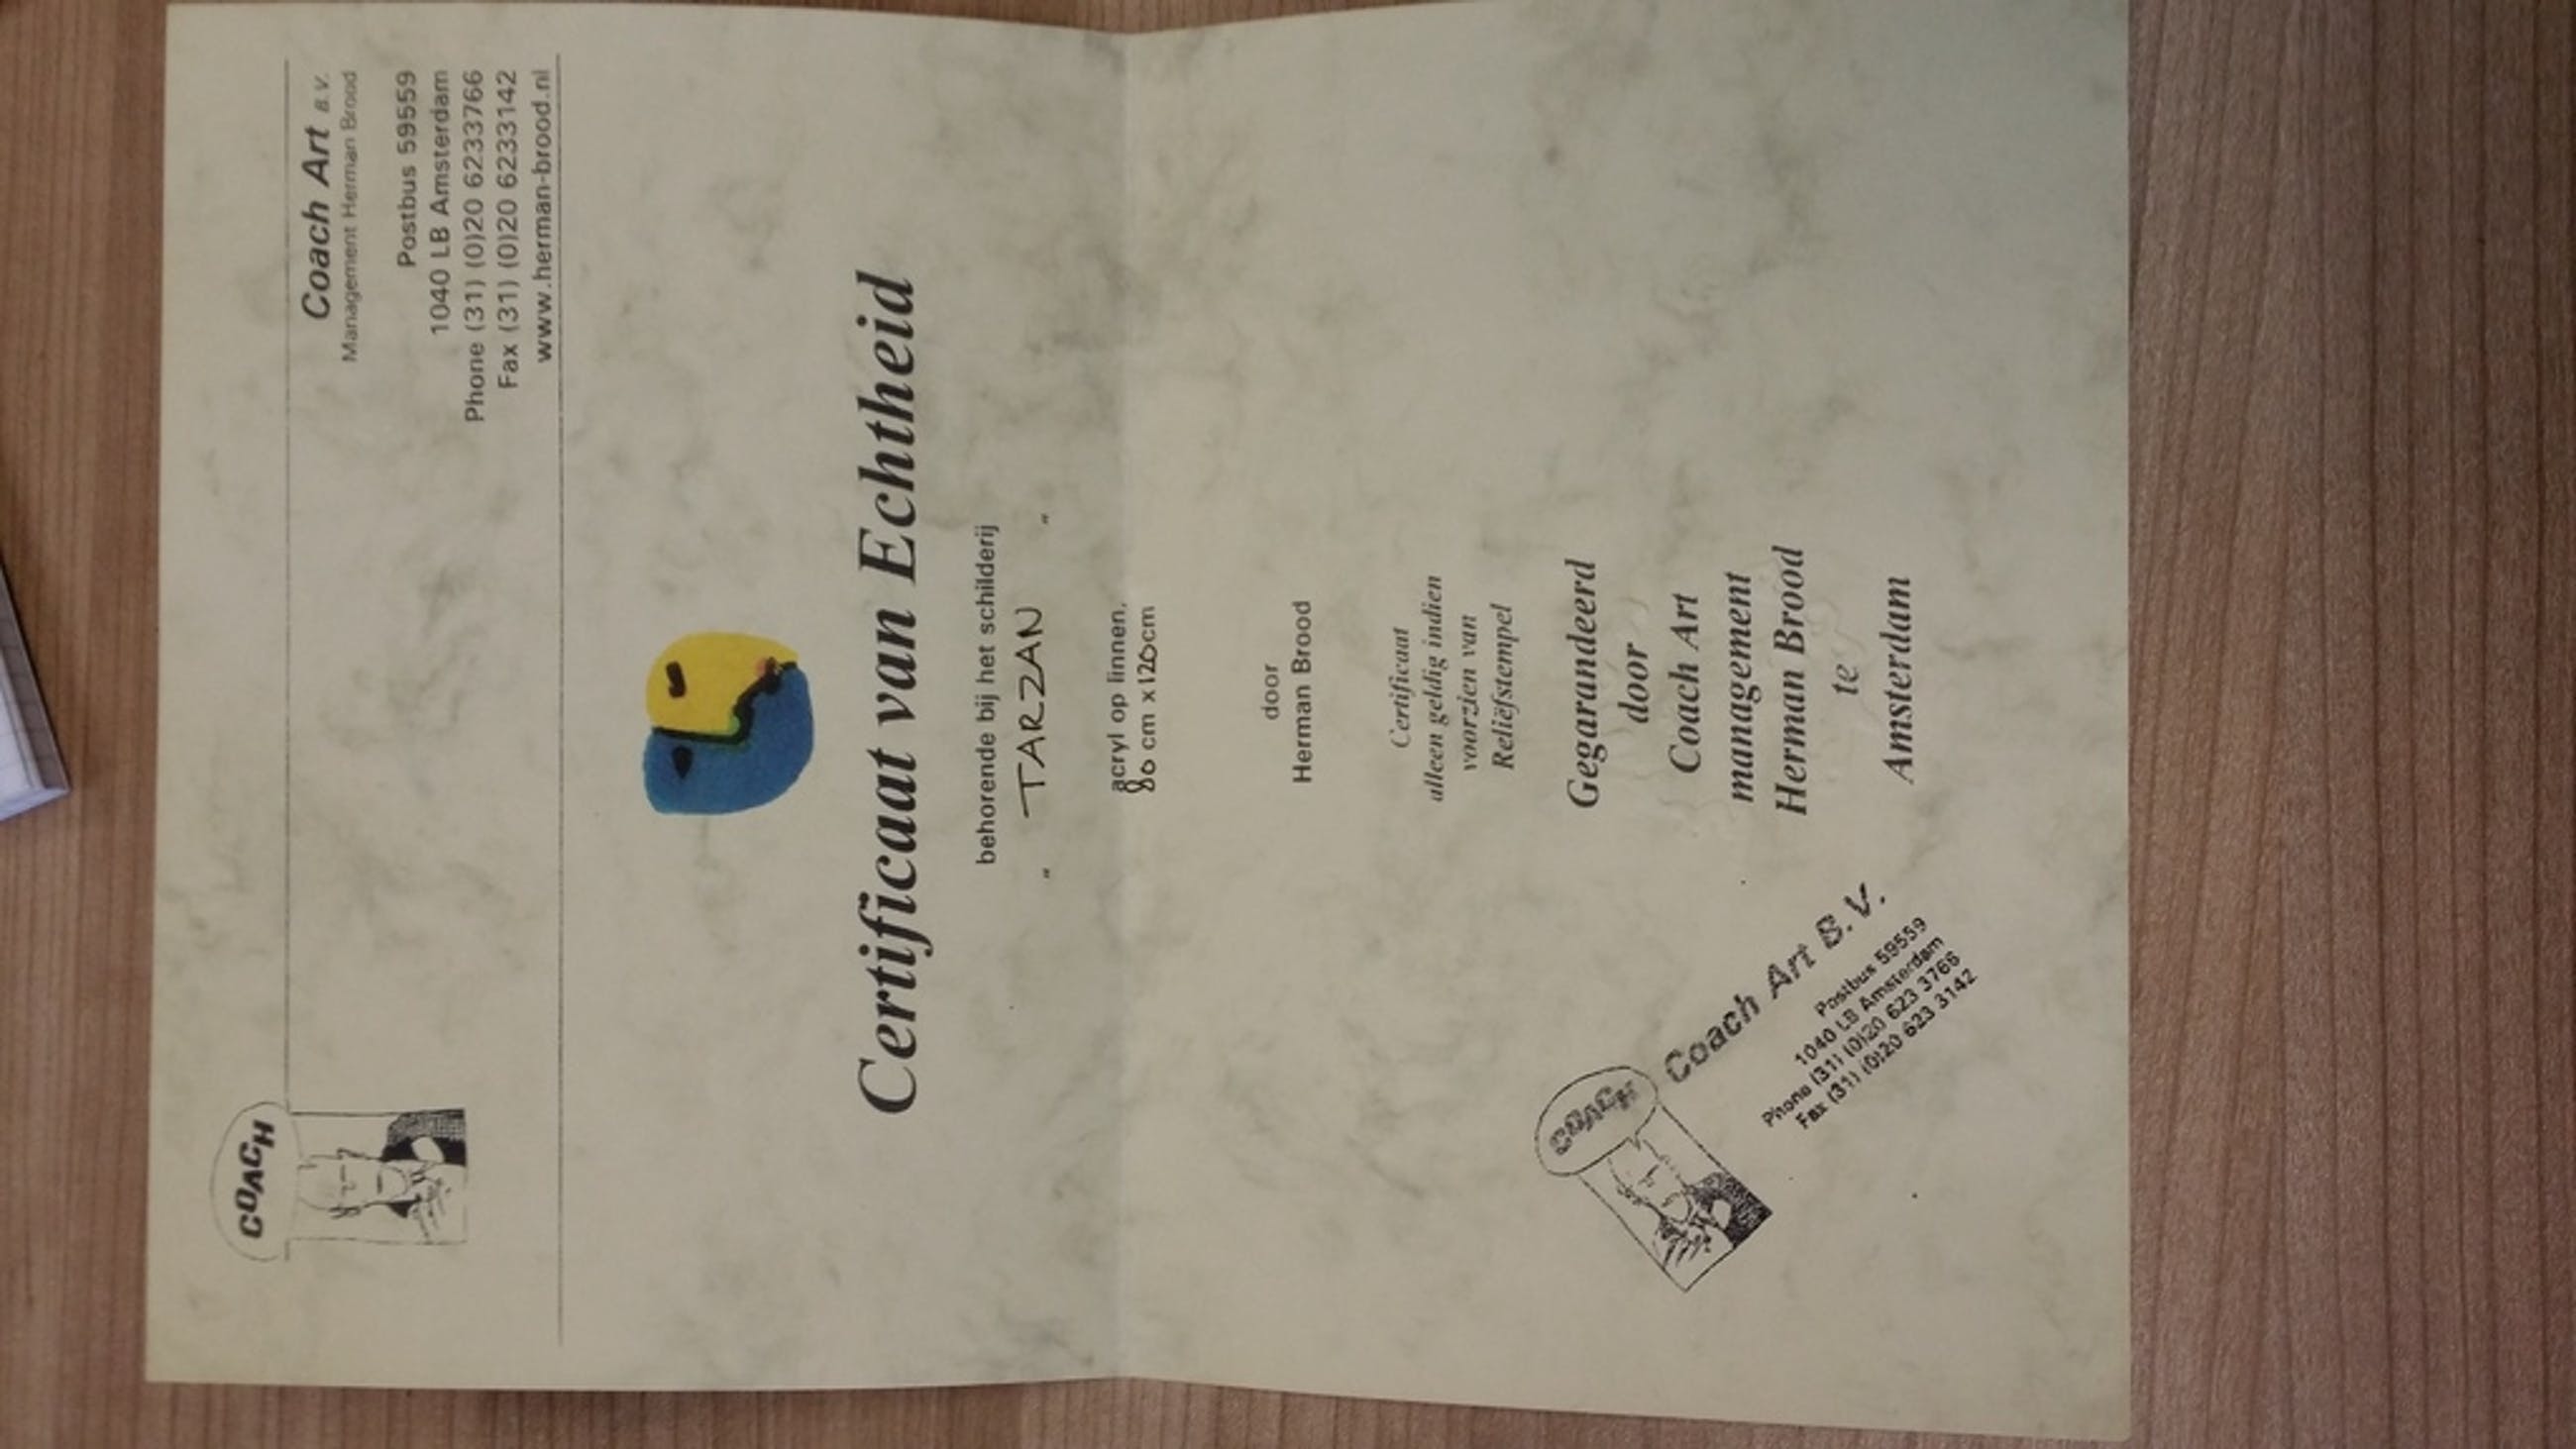 COACH
Coach Art B.V.
Management Herman Brood
Postbus 59559
1040 LB Amsterdam
Phone (31) (0)20 6233766
Fax (31) (0)20 6233142
www.herman-brood.nl
Certificaat van Echtheid
behorende bij het schilderij
" TARZAN "
acryl op linnen,
80 cm x 120cm
door
Herman Brood
Certificaat
alleen geldig indien
voorzien van
Reliëfstempel
Gegarandeerd
door
Coach Art
management
Herman Brood
te
Amsterdam
COACH
Coach Art B.V.
Postbus 59559
1040 LB Amsterdam
Phone (31) (0)20 623 3766
Fax (31) (0)20 623 3142